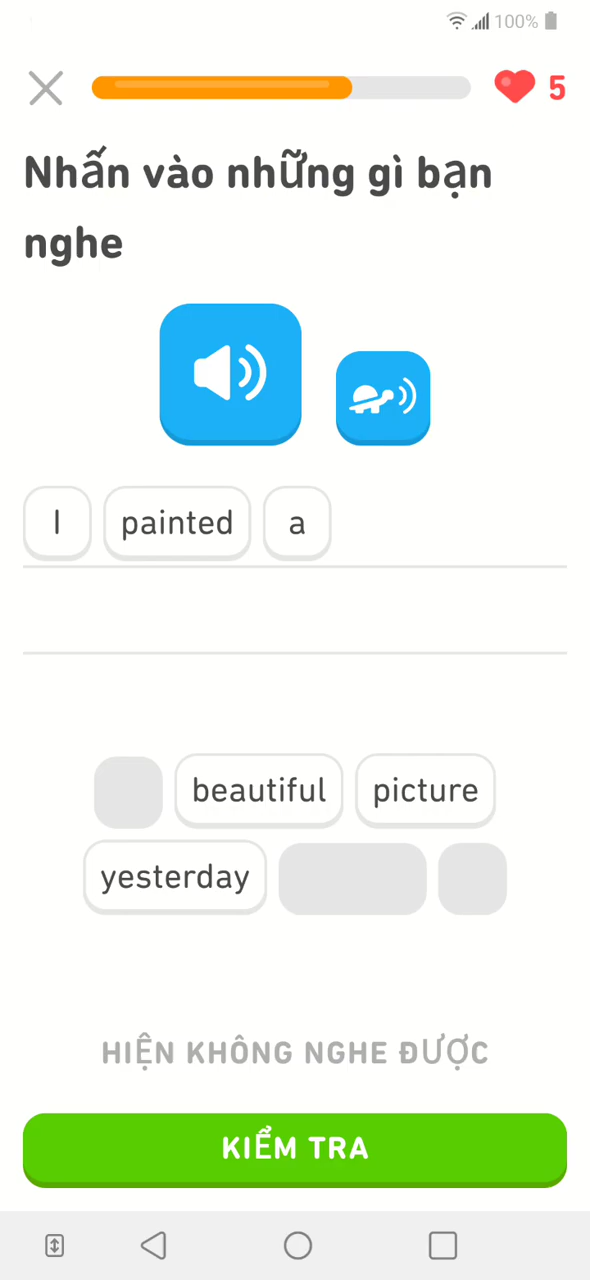 100%
5
Nhấn vào những gì bạn
nghe
I painted a
beautiful picture
yesterday
HIỆN KHÔNG NGHE ĐƯỢC
KIỂM TRA